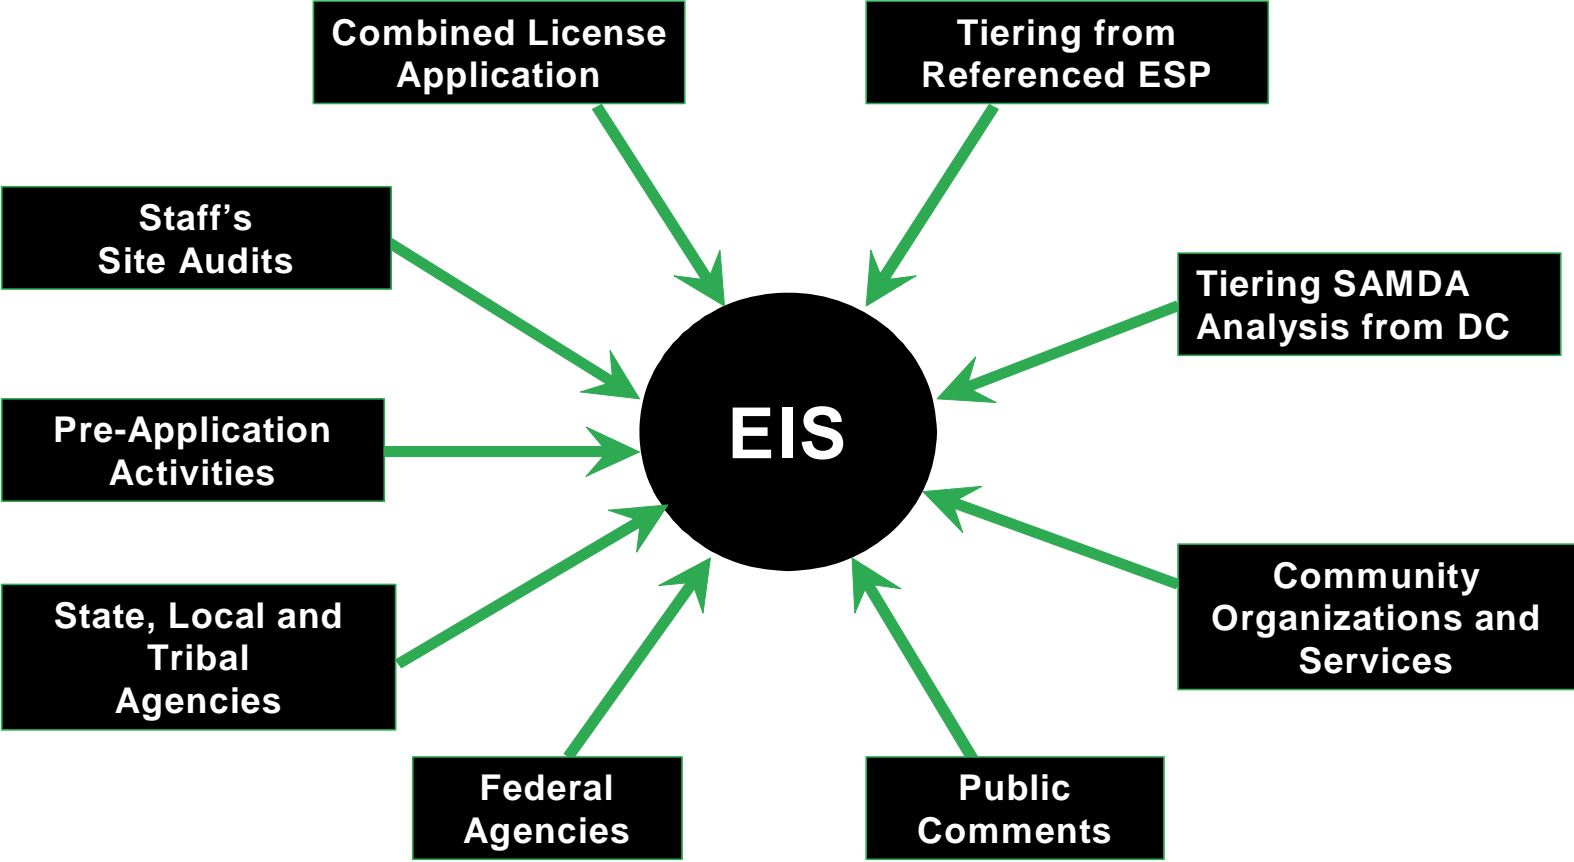 Combined License
Application
Tiering from
Referenced ESP
Staff’s
Site Audits
Tiering SAMDA
Analysis from DC
EIS
Pre-Application
Activities
State, Local and
Tribal
Agencies
Community
Organizations and
Services
Federal
Agencies
Public
Comments